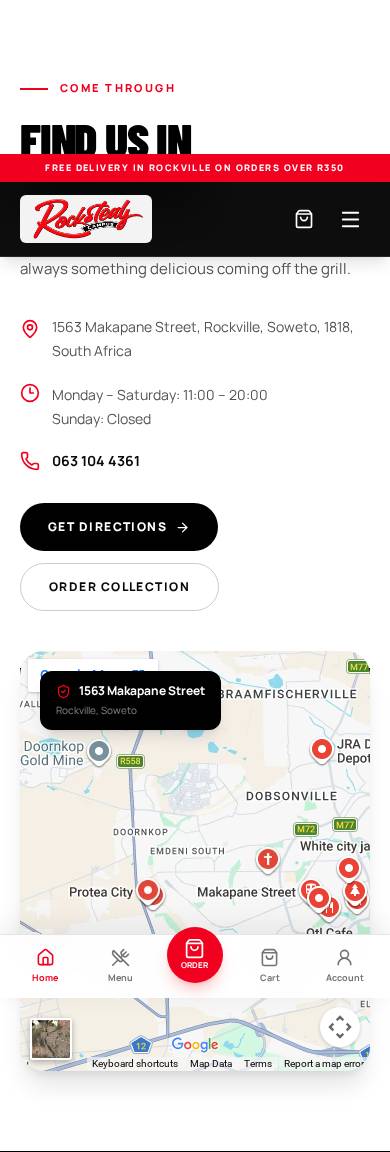 COME THROUGH
FIND US IN
FREE DELIVERY IN ROCKVILLE ON ORDERS OVER R350
Rocksteady
CAMPUS
always something delicious coming off the grill.
1563 Makapane Street, Rockville, Soweto, 1818,
South Africa
Monday – Saturday: 11:00 – 20:00
Sunday: Closed
063 104 4361
GET DIRECTIONS
ORDER COLLECTION
M77
1563 Makapane Street
Rockville, Soweto
BRAAMFISCHERVILLE
Doornkop
Gold Mine
R558
JRA D
Depot
DOBSONVILLE
M72
M77
DOORNKOP
White city ja
EMDENI SOUTH
Protea City
Makapane Street
Otl Cafe
Home
Menu
ORDER
Cart
Account
EL
12
12
Google
Keyboard shortcuts
Map Data
Terms
Report a map error